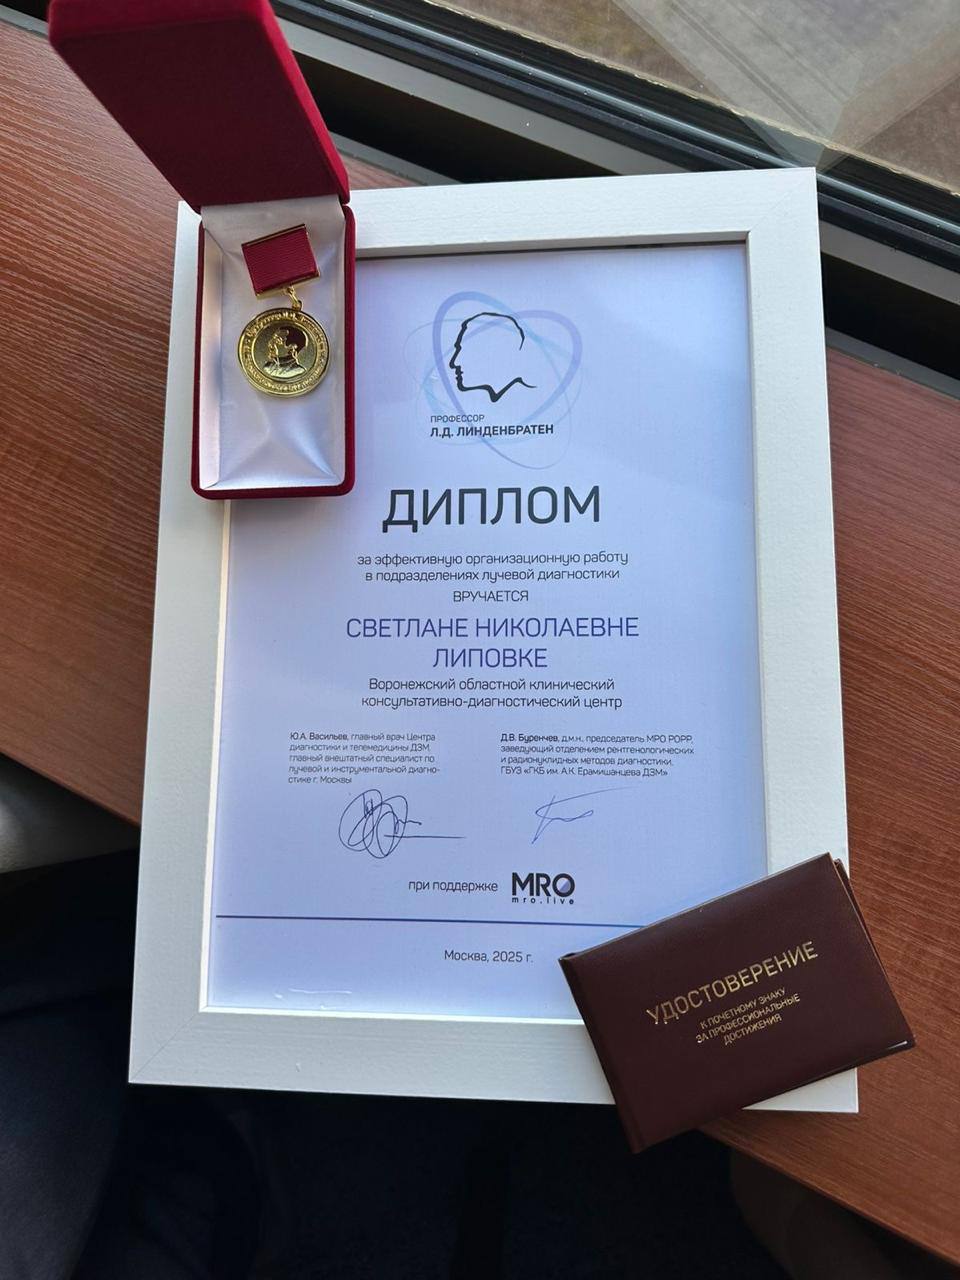 ПРОФЕССОР
Л.Д. ЛИНДЕНБРАТЕН
ДИПЛОМ
за эффективную организационную работу
в подразделениях лучевой диагностики
ВРУЧАЕТСЯ
СВЕТЛАНЕ НИКОЛАЕВНЕ
ЛИПОВКЕ
Воронежский областной клинический
консультативно-диагностический центр
Ю.А. Васильев, главный врач Центра
диагностики и телемедицины ДЗМ,
главный внештатный специалист по
лучевой и инструментальной диагно-
стике г. Москвы
Д.В. Буренчев, д.м.н., председатель МРО РОРР,
заведующий отделением рентгенологических
и радионуклидных методов диагностики,
ГБУЗ «ГКБ им. А.К. Ерамишанцева ДЗМ»
при поддержке MRO
mro.live
Москва, 2025 г.
УДОСТОВЕРЕНИЕ
К ПОЧЕТНОМУ ЗНАКУ
ЗА ПРОФЕССИОНАЛЬНЫЕ
ДОСТИЖЕНИЯ